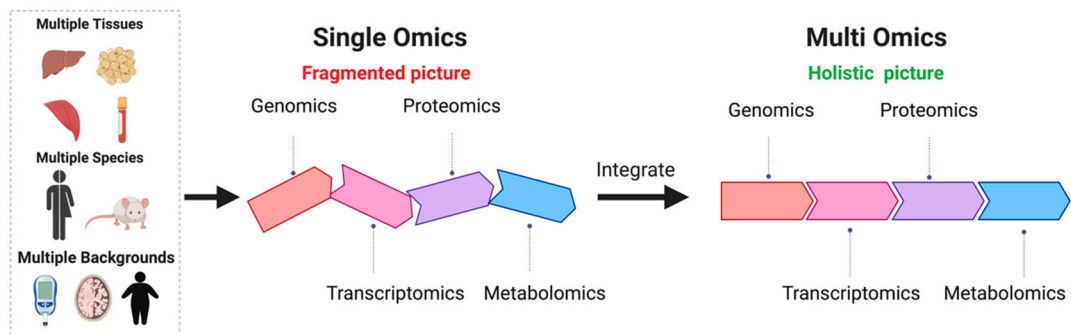 Multiple Tissues
Multiple Species
Multiple Backgrounds
Single Omics
Fragmented picture
Genomics
Proteomics
Transcriptomics
Metabolomics
Integrate
Multi Omics
Holistic picture
Genomics
Proteomics
Transcriptomics
Metabolomics